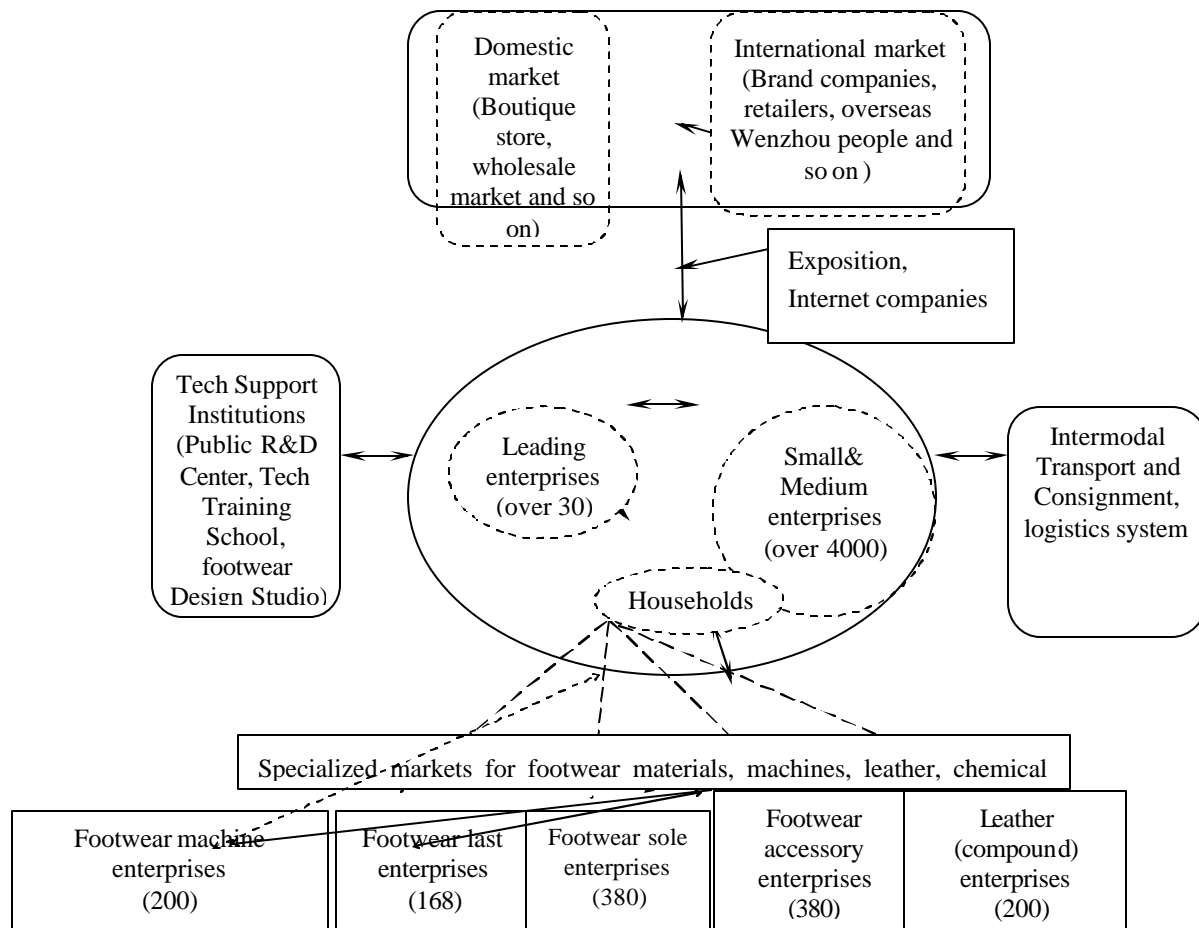 Domestic
market
(Boutique
store,
wholesale
market and so
on)
International market
(Brand companies,
retailers, overseas
Wenzhou people and
so on )
Exposition,
Internet companies
Tech Support
Institutions
(Public R&D
Center, Tech
Training
School,
footwear
Design Studio)
Leading
enterprises
(over 30)
Small&
Medium
enterprises
(over 4000)
Households
Intermodal
Transport and
Consignment,
logistics system
Specialized markets for footwear materials, machines, leather, chemical
Footwear machine
enterprises
(200)
Footwear last
enterprises
(168)
Footwear sole
enterprises
(380)
Footwear
accessory
enterprises
(380)
Leather
(compound)
enterprises
(200)